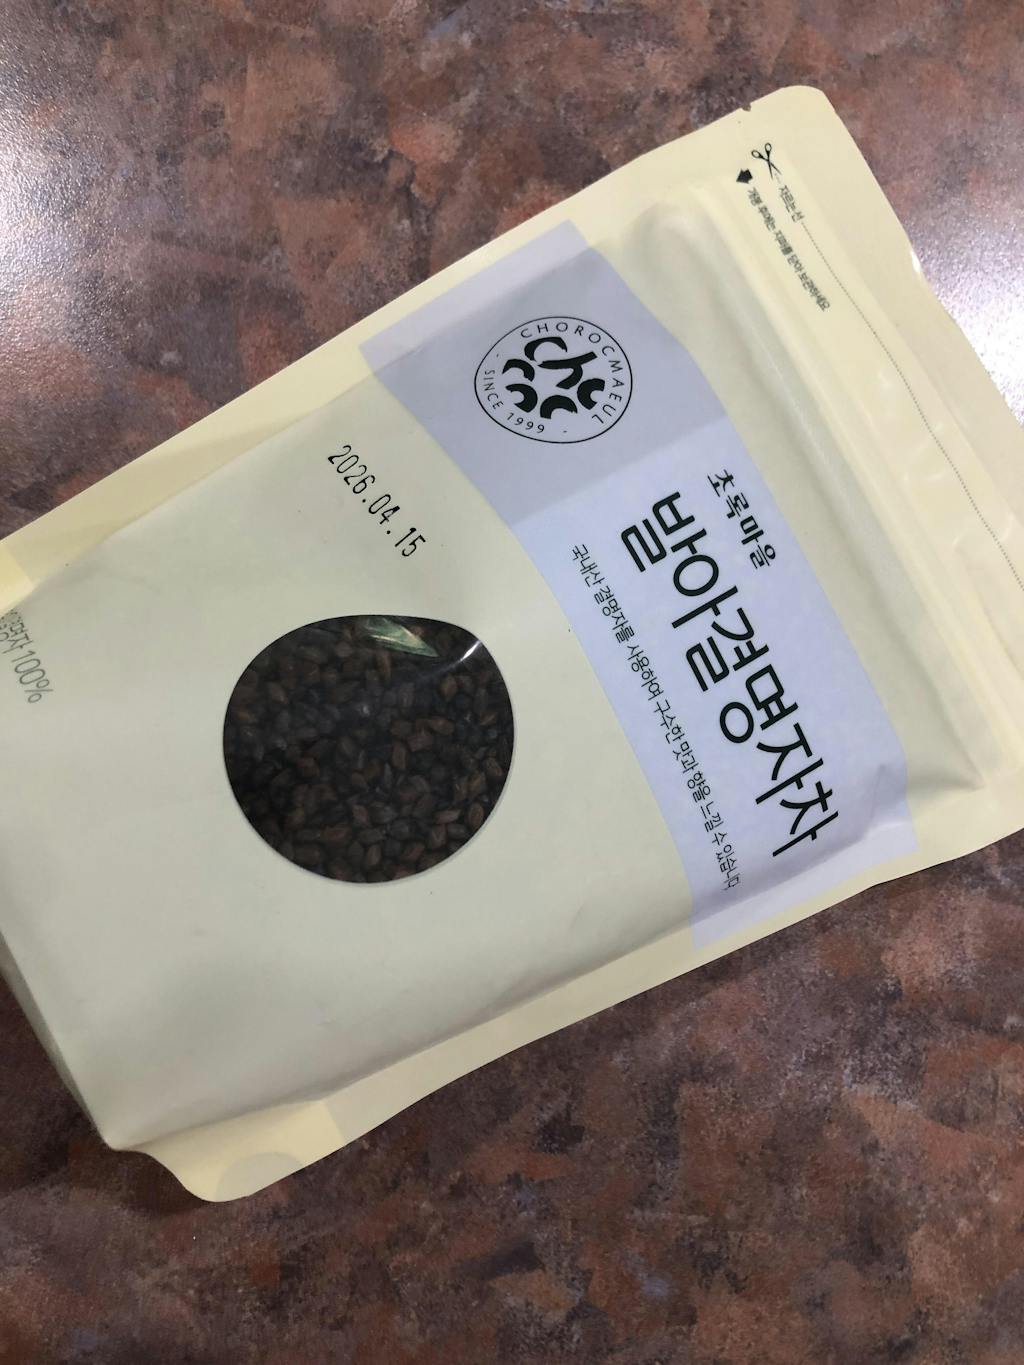 자르는 선
CHOROCMAEUL
choc
SINCE 1999
초록마을
발아결명자차
국내산 결명자를 사용하여 구수한 맛과 향을 느낄 수 있습니다
2026.04.15
100%